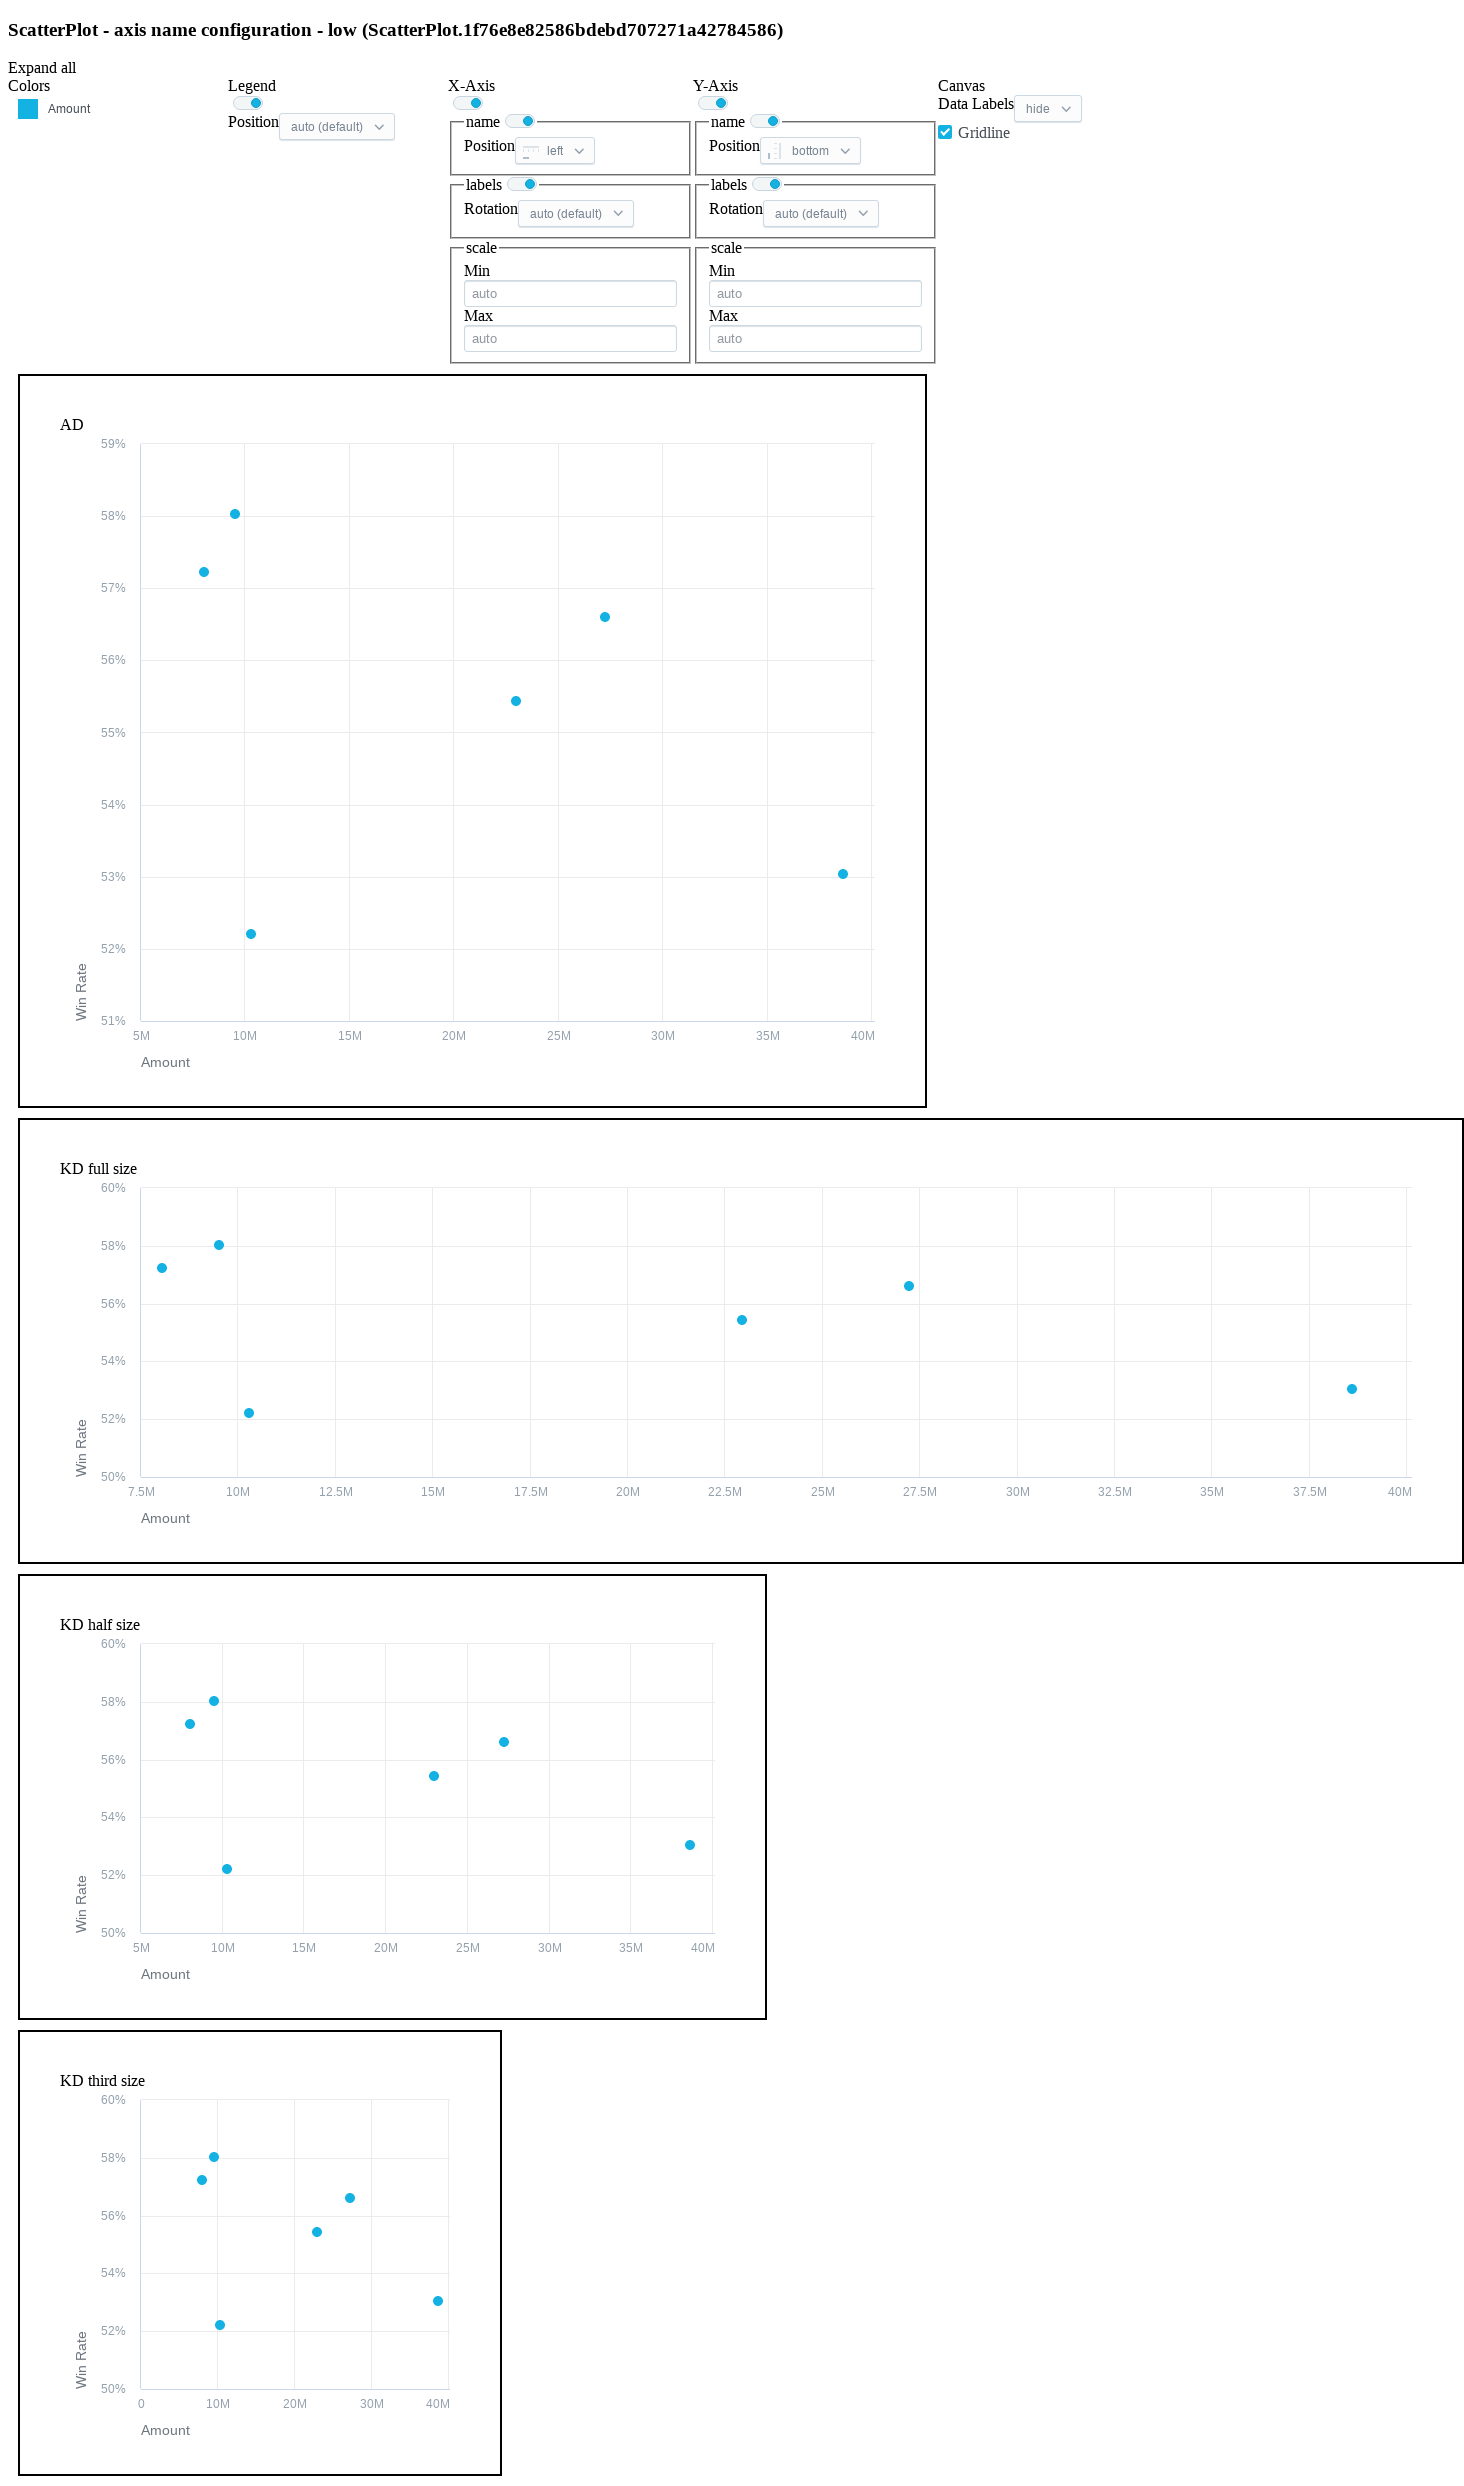 ScatterPlot - axis name configuration - low (ScatterPlot.1f76e8e82586bdebd707271a42784586)
Expand all
Colors
Amount
Legend
Position auto (default)
X-Axis
name
Position left
labels
Rotation auto (default)
scale
Min
auto
Max
auto
Y-Axis
name
Position bottom
labels
Rotation auto (default)
scale
Min
auto
Max
auto
Canvas
Data Labels hide
Gridline
AD
59%
58%
57%
56%
55%
54%
53%
52%
51%
Win Rate
5M 10M 15M 20M 25M 30M 35M 40M
Amount
KD full size
60%
58%
56%
54%
52%
50%
Win Rate
7.5M 10M 12.5M 15M 17.5M 20M 22.5M 25M 27.5M 30M 32.5M 35M 37.5M 40M
Amount
KD half size
60%
58%
56%
54%
52%
50%
Win Rate
5M 10M 15M 20M 25M 30M 35M 40M
Amount
KD third size
60%
58%
56%
54%
52%
50%
Win Rate
0 10M 20M 30M 40M
Amount